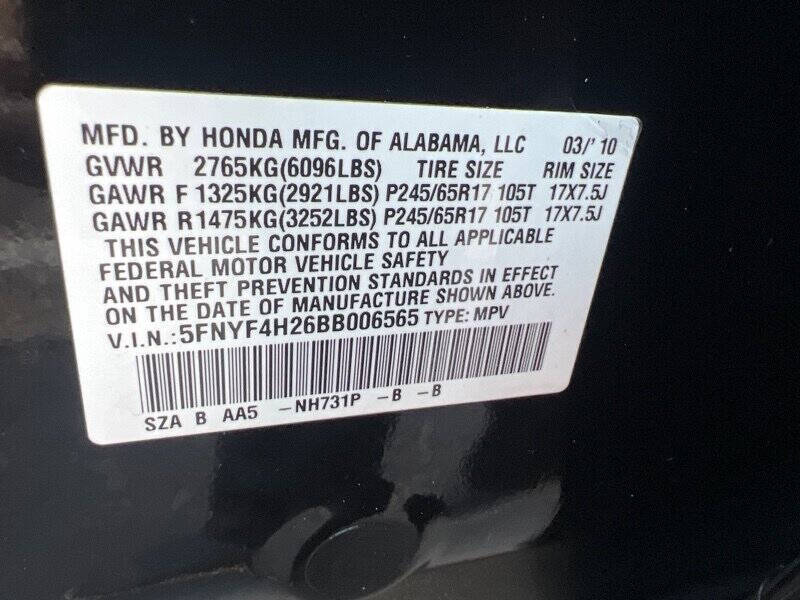 MFD. BY HONDA MFG. OF ALABAMA, LLC 03/'10
GVWR 2765KG(6096LBS) TIRE SIZE RIM SIZE
GAWR F 1325KG(2921LBS) P245/65R17 105T 17X7.5J
GAWR R1475KG(3252LBS) P245/65R17 105T 17X7.5J
THIS VEHICLE CONFORMS TO ALL APPLICABLE
FEDERAL MOTOR VEHICLE SAFETY
AND THEFT PREVENTION STANDARDS IN EFFECT
ON THE DATE OF MANUFACTURE SHOWN ABOVE.
V.I.N.:5FNYF4H26BB006565 TYPE: MPV
SZA B AA5 -NH731P -B -B